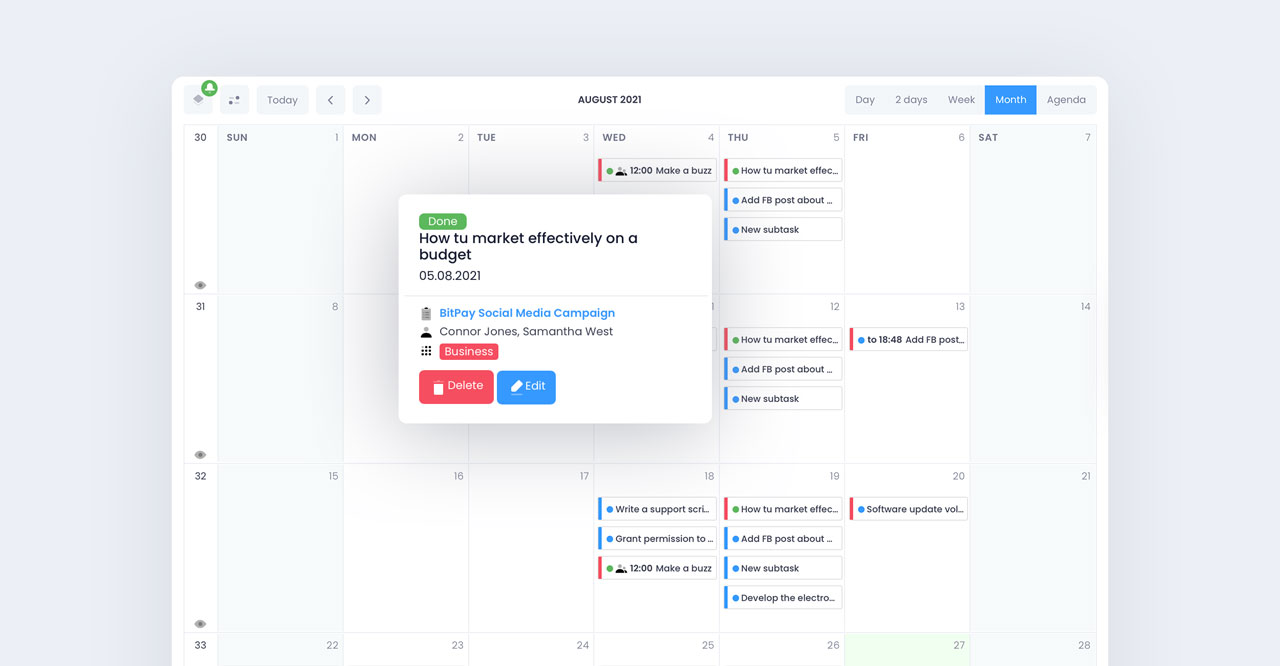 Today
AUGUST 2021
Day 2 days Week Month Agenda
30 SUN 1 MON 2 TUE 3 WED 4 THU 5 FRI 6 SAT 7
12:00 Make a buzz
How tu market effec...
Add FB post about ...
New subtask
Done
How tu market effectively on a
budget
05.08.2021
BitPay Social Media Campaign
Connor Jones, Samantha West
Business
Delete Edit
31 8 12 13 14
How tu market effec...
to 18:48 Add FB post...
Add FB post about ...
New subtask
32 15 16 17 18 19 20 21
Write a support scri...
How tu market effec...
Software update vol...
Grant permission to ...
Add FB post about ...
12:00 Make a buzz
New subtask
Develop the electro...
33 22 23 24 25 26 27 28